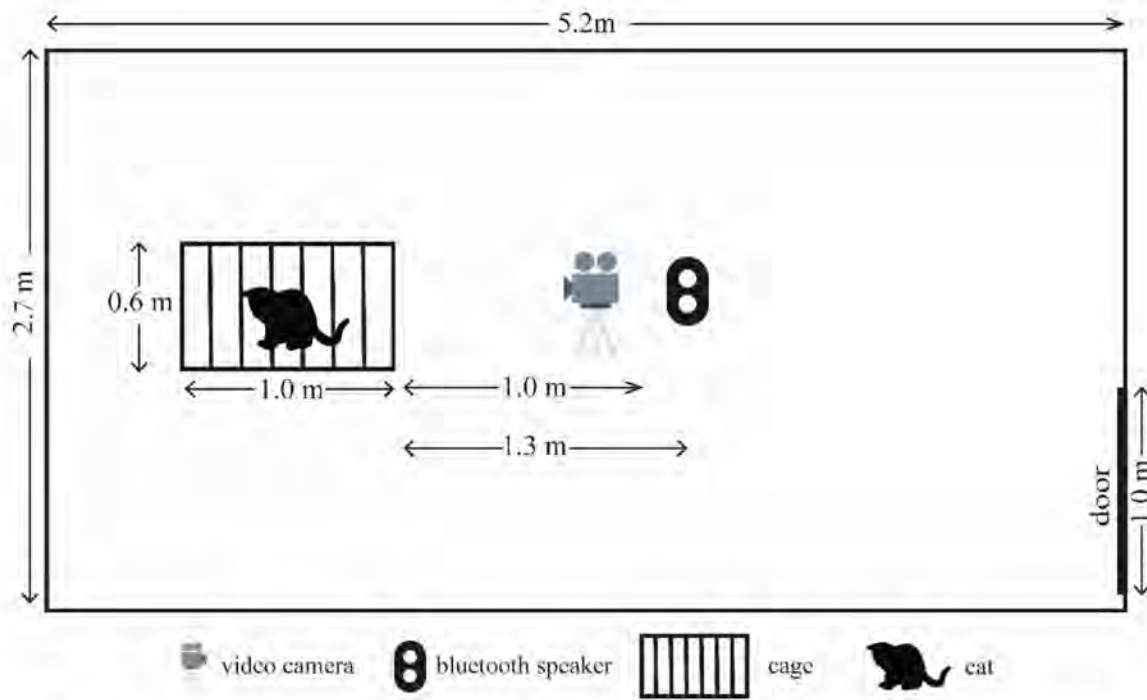 5.2m
2.7 m
0.6 m
1.0 m
1.0 m
1.3 m
door
1.0 m
video camera
bluetooth speaker
cage
cat